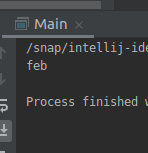 Main
/snap/intellij-ide
feb
Process finished